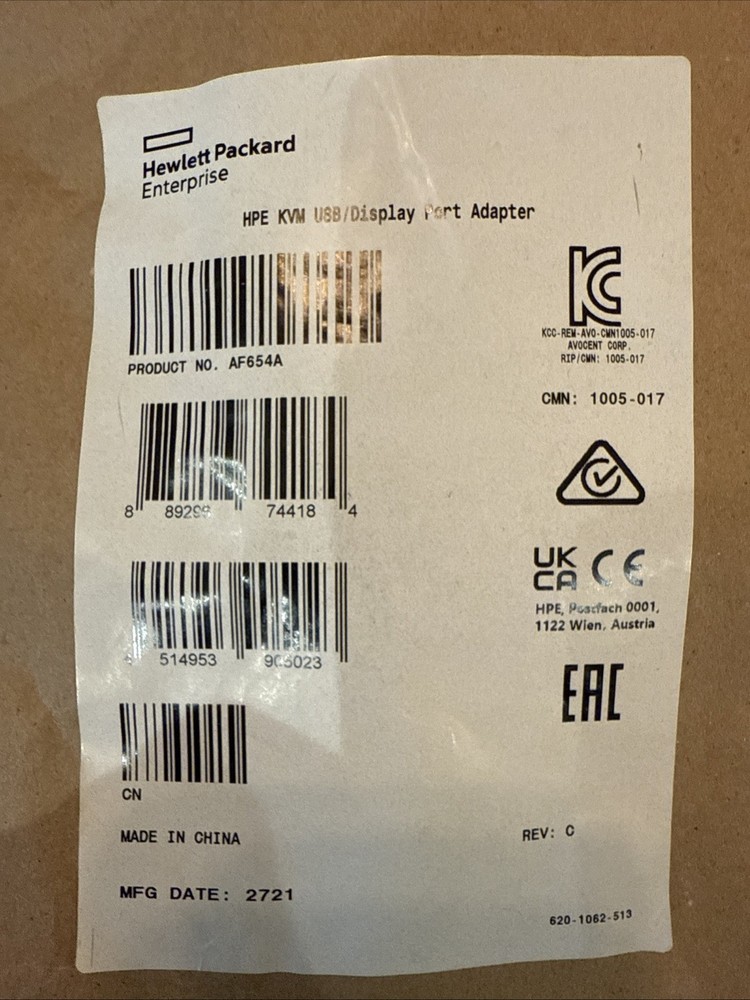 Hewlett Packard
Enterprise
HPE KVM USB/Display Port Adapter
PRODUCT NO. AF654A
KCC-REM-AVO-CMN1005-017
AVOCENT CORP.
RIP/CMN: 1005-017
CMN: 1005-017
8 74418 4
UK
CA CE
HPE, Postfach 0001,
1122 Wien, Austria
514953
EAC
CN
MADE IN CHINA
REV: C
MFG DATE: 2721
620-1062-513